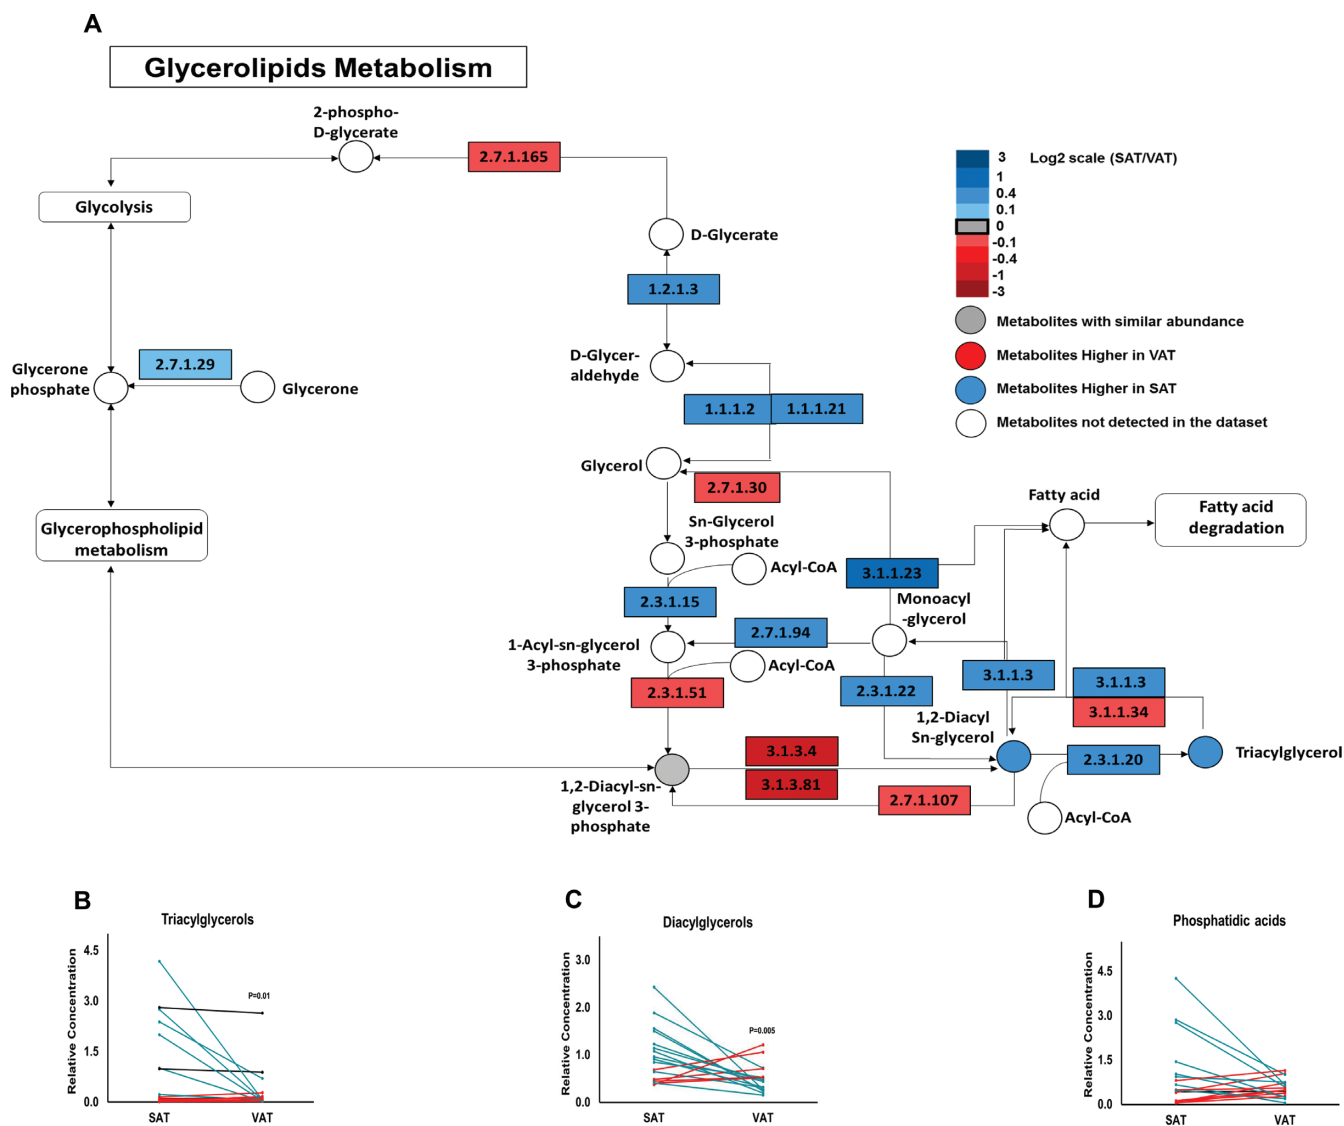 A
Glycerolipids Metabolism
2-phospho-
D-glycerate
2.7.1.165
Glycolysis
D-Glycerate
1.2.1.3
3
Log2 scale (SAT/VAT)
1
0.4
0.1
0
-0.1
-0.4
-1
-3
Metabolites with similar abundance
Metabolites Higher in VAT
Metabolites Higher in SAT
Metabolites not detected in the dataset
2.7.1.29
Glycerone
phosphate
Glycerone
D-Glycer-
aldehyde
1.1.1.2
1.1.1.21
Glycerol
2.7.1.30
Sn-Glycerol
3-phosphate
Fatty acid
Fatty acid
degradation
Glycerophospholipid
metabolism
Acyl-CoA
3.1.1.23
2.3.1.15
Monoacyl
-glycerol
1-Acyl-sn-glycerol
3-phosphate
2.7.1.94
Acyl-CoA
2.3.1.51
2.3.1.22
3.1.1.3
3.1.1.3
3.1.1.34
1,2-Diacyl
Sn-glycerol
3.1.3.4
3.1.3.81
2.3.1.20
Triacylglycerol
1,2-Diacyl-sn-
glycerol 3-
phosphate
2.7.1.107
Acyl-CoA
B
Triacylglycerols
Relative Concentration
4.5
3.0
1.5
0.0
P=0.01
SAT
VAT
C
Diacylglycerols
Relative Concentration
3.0
2.0
1.0
0.0
P=0.005
SAT
VAT
D
Phosphatidic acids
Relative Concentration
4.5
3.0
1.5
0.0
SAT
VAT